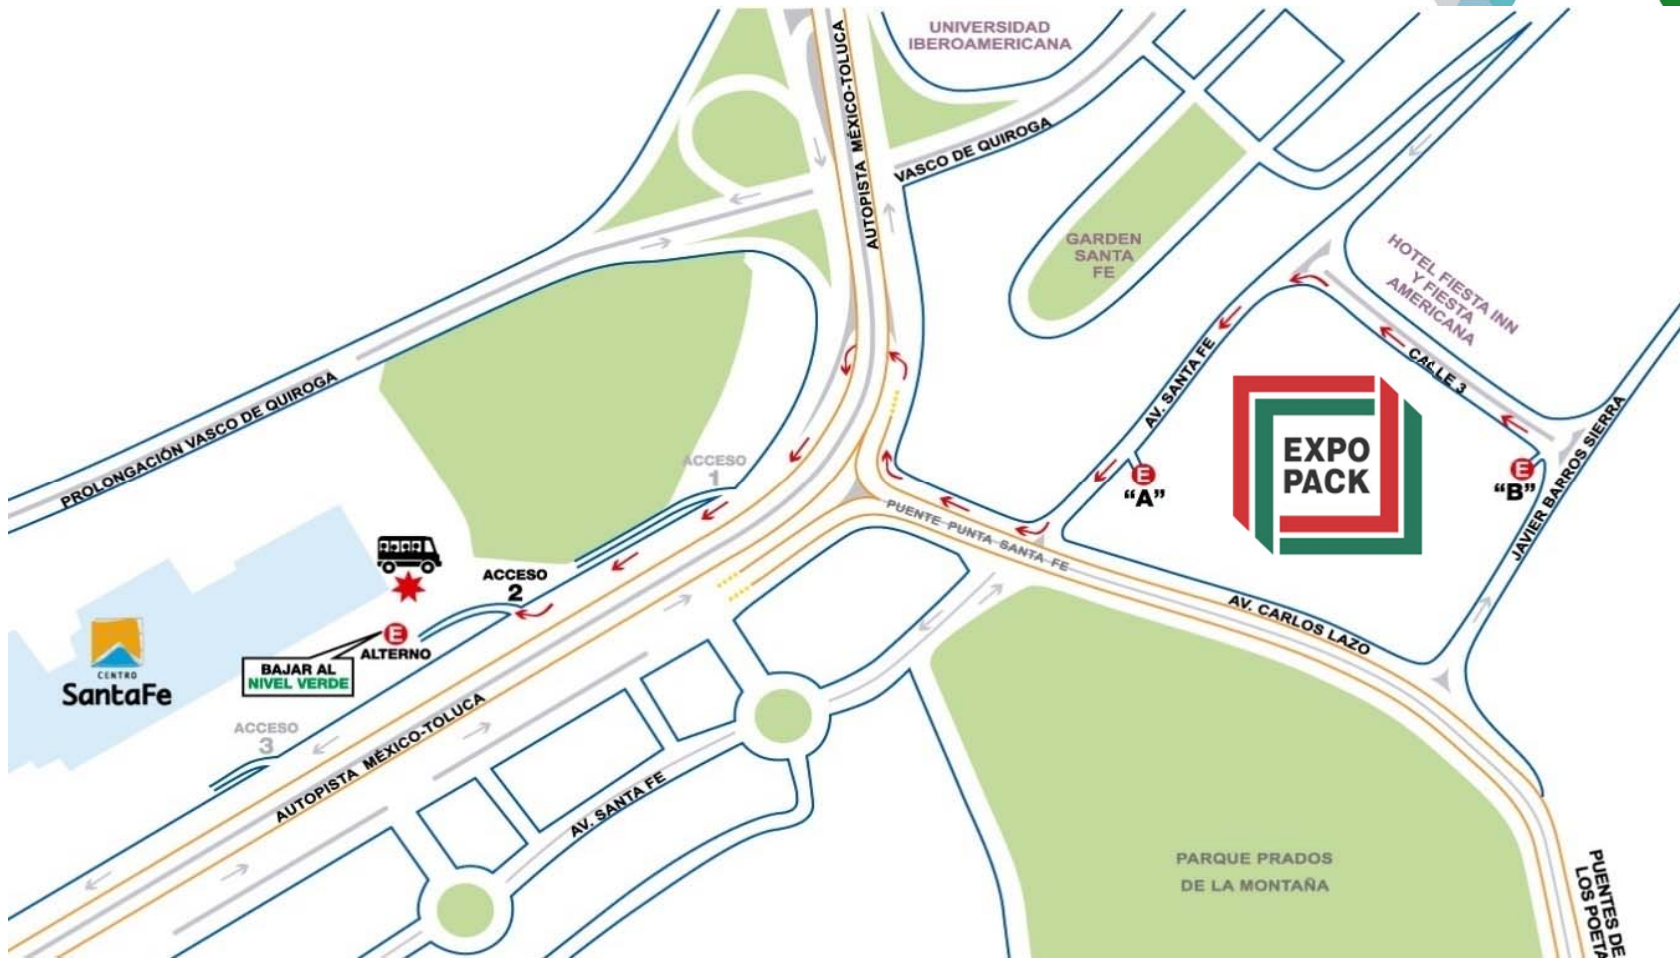 UNIVERSIDAD
IBEROAMERICANA
AUTOPISTA MÉXICO-TOLUCA
VASCO DE QUIROGA
GARDEN
SANTA
FE
HOTEL FIESTA INN
Y FIESTA
AMERICANA
CALLE 3
AV. SANTA FE
EXPO
PACK
E
"A"
E
"B"
JAVIER BARROS SIERRA
PROLONGACIÓN VASCO DE QUIROGA
ACCESO
1
PUENTE PUNTA SANTA FE
AV. CARLOS LAZO
ACCESO
2
E
ALTERNO
BAJAR AL
NIVEL VERDE
CENTRO
SantaFe
ACCESO
3
AUTOPISTA MÉXICO-TOLUCA
AV. SANTA FE
PARQUE PRADOS
DE LA MONTAÑA
PUENTES DE
LOS POETA